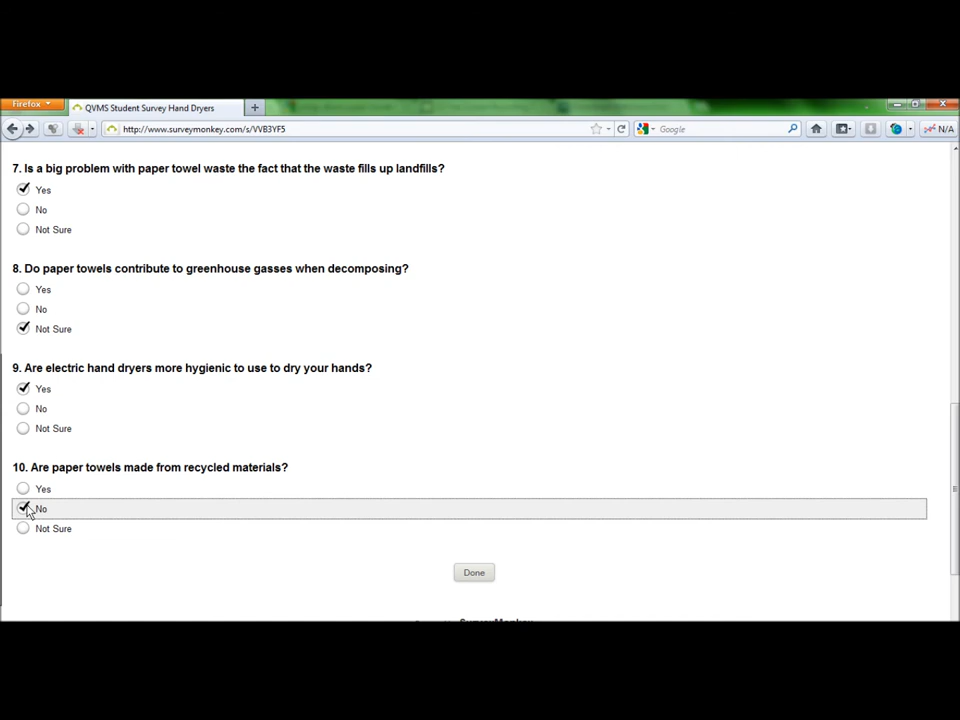 Firefox
QVMS Student Survey Hand Dryers
http://www.surveymonkey.com/s/VVB3YF5
Google
N/A
7. Is a big problem with paper towel waste the fact that the waste fills up landfills?
Yes
No
Not Sure
8. Do paper towels contribute to greenhouse gasses when decomposing?
Yes
No
Not Sure
9. Are electric hand dryers more hygienic to use to dry your hands?
Yes
No
Not Sure
10. Are paper towels made from recycled materials?
Yes
No
Not Sure
Done
SurveyMonkey